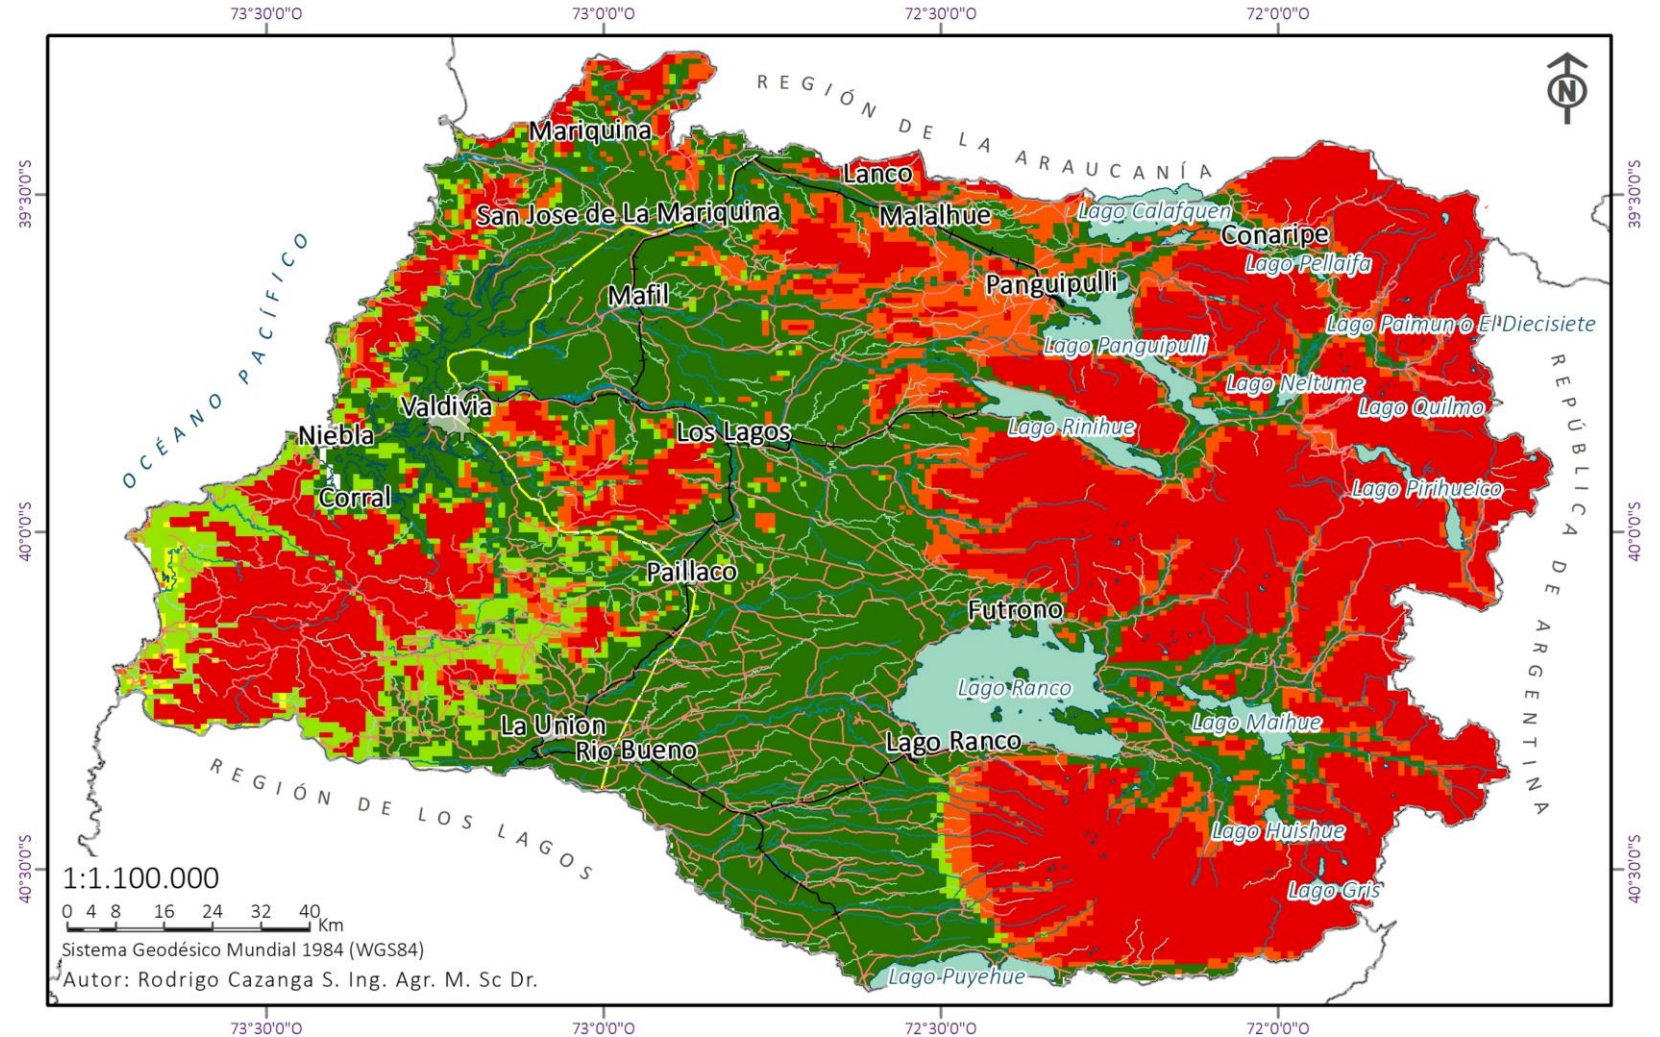 73°30'0"O 73°0'0"O 72°30'0"O 72°0'0"O
N
REGIÓN DE LA ARAUCANÍA
Mariquina
Lanco
39°30'0"S
39°30'0"S
San Jose de La Mariquina
Malalhue
Lago Calafquen
Conaripe
Lago Pellaifa
Panguipulli
Mafil
OCÉANO PACÍFICO
Lago Paimun o El Diecisiete
Lago Panguipulli
Lago Neltume
Valdivia
Lago Quilmo
Niebla
Los Lagos
Lago Rinihue
REPÚBLICA DE ARGENTINA
Corral
Lago Pirihueico
40°0'0"S
40°0'0"S
Paillaco
Futrono
Lago Ranco
La Union
Lago Maihue
Rio Bueno
Lago Ranco
REGIÓN DE LOS LAGOS
Lago Huishue
40°30'0"S
40°30'0"S
Lago Gris
1:1.100.000
0 4 8 16 24 32 40
Km
Sistema Geodésico Mundial 1984 (WGS84)
Autor: Rodrigo Cazanga S. Ing. Agr. M. Sc Dr.
Lago Puyehue
73°30'0"O 73°0'0"O 72°30'0"O 72°0'0"O